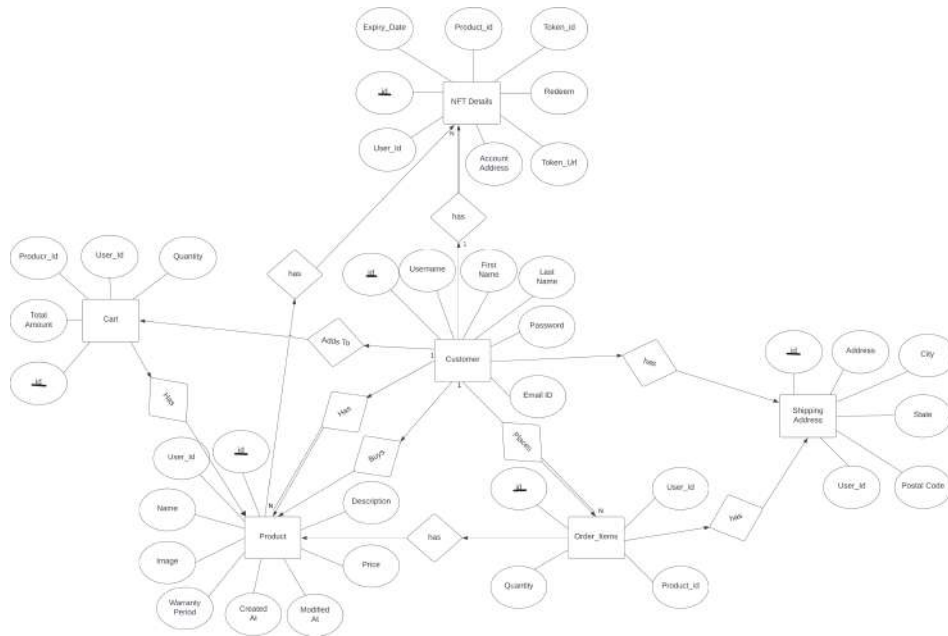 Expiry_Date
Product_id
Token_id
id
NFT Details
Redeem
User_Id
Account
Address
Token_Url
N
has
1
has
Producr_Id
User_Id
Quantity
Total
Amount
Cart
id
Adds To
id
Username
First
Name
Last
Name
Password
1
Customer
1
Email ID
has
id
Address
City
Shipping
Address
State
User_Id
Postal Code
Has
Has
Buys
Places
User_Id
id
Name
Description
N
Product
Image
Price
Warranty
Period
Created
At
Modified
At
has
id
User_Id
N
Order_Items
Quantity
Product_Id
has